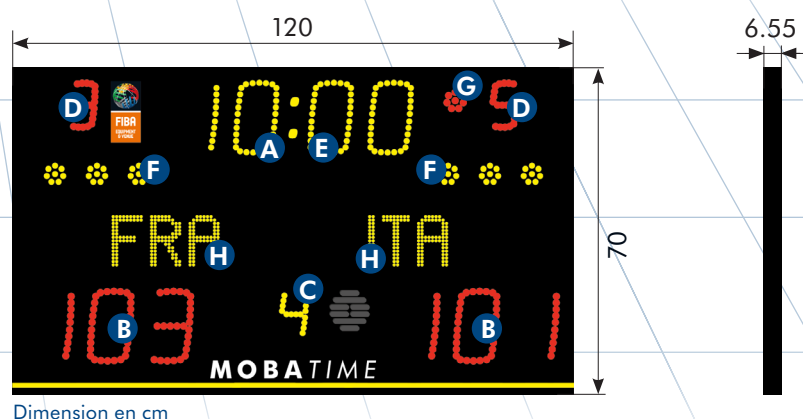 120
6.55
3 10:00 5
G
D D
FIBA
EQUIPMENT
& VENUE
A E
F F
FRA ITA
H H
70
C
103 4 101
B B
MOBATIME
Dimension en cm